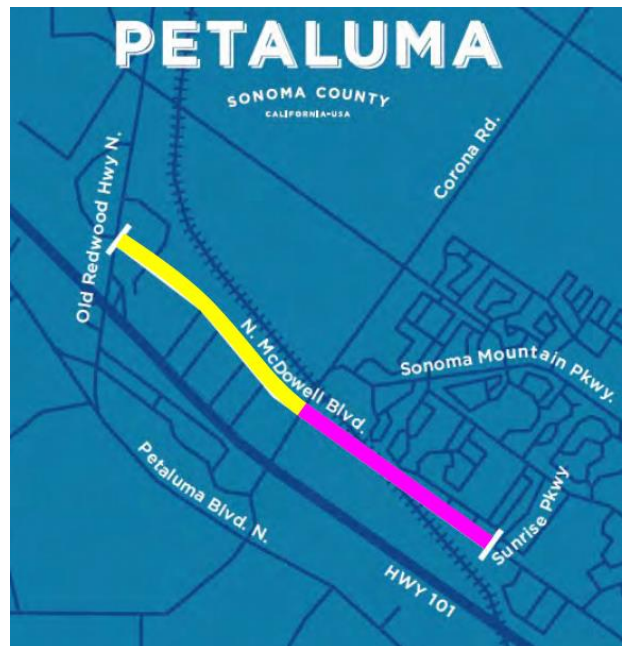 PETALUMA
SONOMA COUNTY
CALIFORNIA-USA
Corona Rd.
Old Redwood Hwy N.
N. McDowell Blvd.
Sonoma Mountain Pkwy.
Petaluma Blvd. N.
Sunrise Pkwy
HWY 101